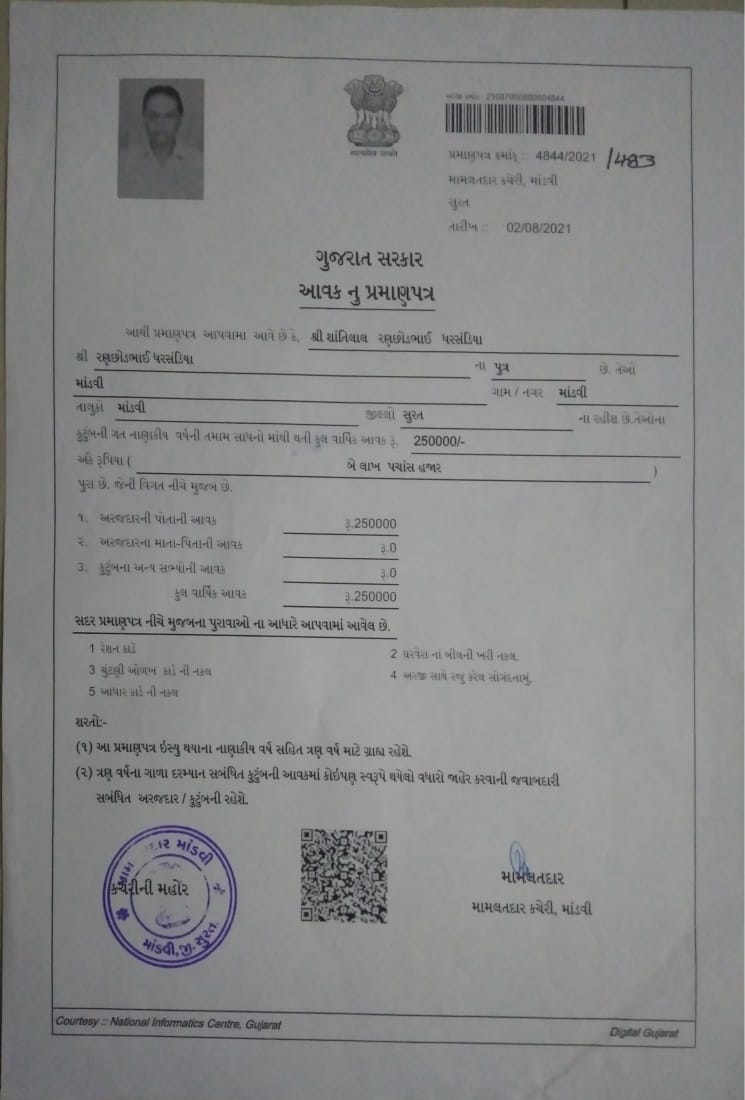 सत्यमेव जयते
અરજી ક્રમાંક : 21007000000004844
પ્રમાણપત્ર ક્રમાંક :: 4844/2021 /483
મામલતદાર કચેરી, માંડવી
સુરત
તારીખ :: 02/08/2021
ગુજરાત સરકાર
આવક નુ પ્રમાણપત્ર
આથી પ્રમાણપત્ર આપવામા આવે છે કે, શ્રી શાંતિલાલ રણછોડભાઈ ધરસંડિયા
શ્રી રણછોડભાઈ ધરસંડિયા ના પુત્ર છે. તેઓ
માંડવી ગામ / નગર માંડવી
તાલુકો માંડવી જીલ્લો સુરત ના રહીશ છે.તેઓના
કુટુંબની ગત નાણાકીય વર્ષની તમામ સાધનો માંથી થતી કુલ વાર્ષિક આવક રૂ. 250000/-
અંકે રૂપિયા ( બે લાખ પચાંસ હજાર )
પુરા છે. જેની વિગત નીચે મુજબ છે.
૧. અરજદારની પોતાની આવક રૂ.250000
૨. અરજદારના માતા-પિતાની આવક રૂ.0
૩. કુટુંબના અન્ય સભ્યોની આવક રૂ.0
કુલ વાર્ષિક આવક રૂ.250000
સદર પ્રમાણપત્ર નીચે મુજબના પુરાવાઓ ના આધારે આપવામાં આવેલ છે.
1 રેશન કાર્ડ 2 ઘરવેરા નાં બીલની ખરી નકલ.
3 ચુંટણી ઓળખ કાર્ડ ની નકલ 4 અરજી સાથે રજુ કરેલ સોગંદનામું.
5 આધાર કાર્ડ ની નકલ
શરતો:-
(૧) આ પ્રમાણપત્ર ઇસ્યુ થયાના નાણાકીય વર્ષ સહિત ત્રણ વર્ષ માટે ગ્રાહ્ય રહેશે.
(૨) ત્રણ વર્ષના ગાળા દરમ્યાન સબંધિત કુટુંબની આવકમાં કોઇપણ સ્વરૂપે થયેલો વધારો જાહેર કરવાની જવાબદારી
સબંધિત અરજદાર / કુટુંબની રહેશે.
દાર માંડવી
કચેરીની મહોર
માંડવી,જી.સુરત.
મામલતદાર
મામલતદાર કચેરી, માંડવી
Courtesy :: National Informatics Centre, Gujarat
Digital Gujarat